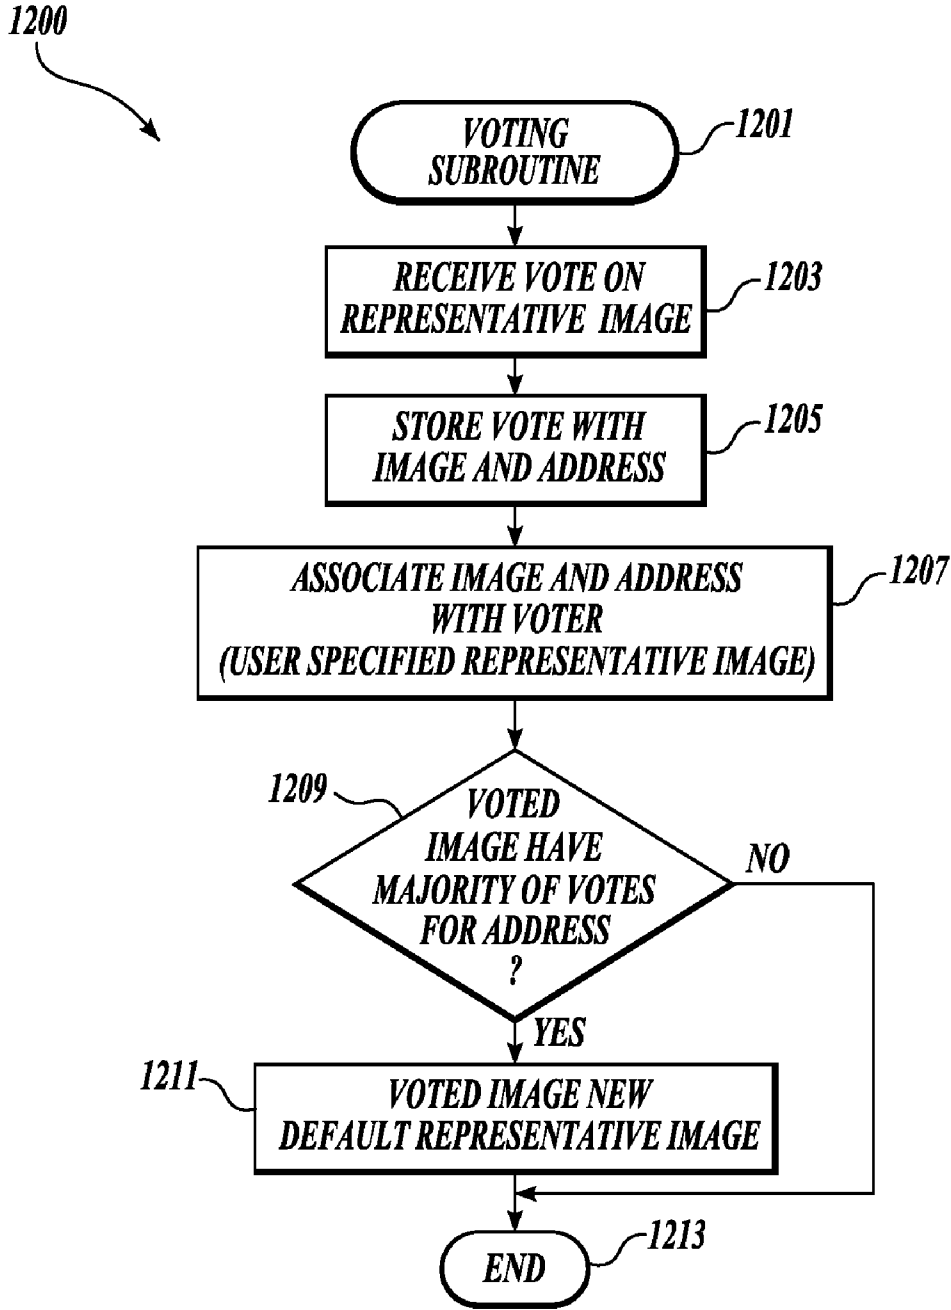 1200
VOTING
SUBROUTINE
1201
RECEIVE VOTE ON
REPRESENTATIVE IMAGE
1203
STORE VOTE WITH
IMAGE AND ADDRESS
1205
ASSOCIATE IMAGE AND ADDRESS
WITH VOTER
(USER SPECIFIED REPRESENTATIVE IMAGE)
1207
1209
VOTED
IMAGE HAVE
MAJORITY OF VOTES
FOR ADDRESS
?
NO
YES
1211
VOTED IMAGE NEW
DEFAULT REPRESENTATIVE IMAGE
END
1213